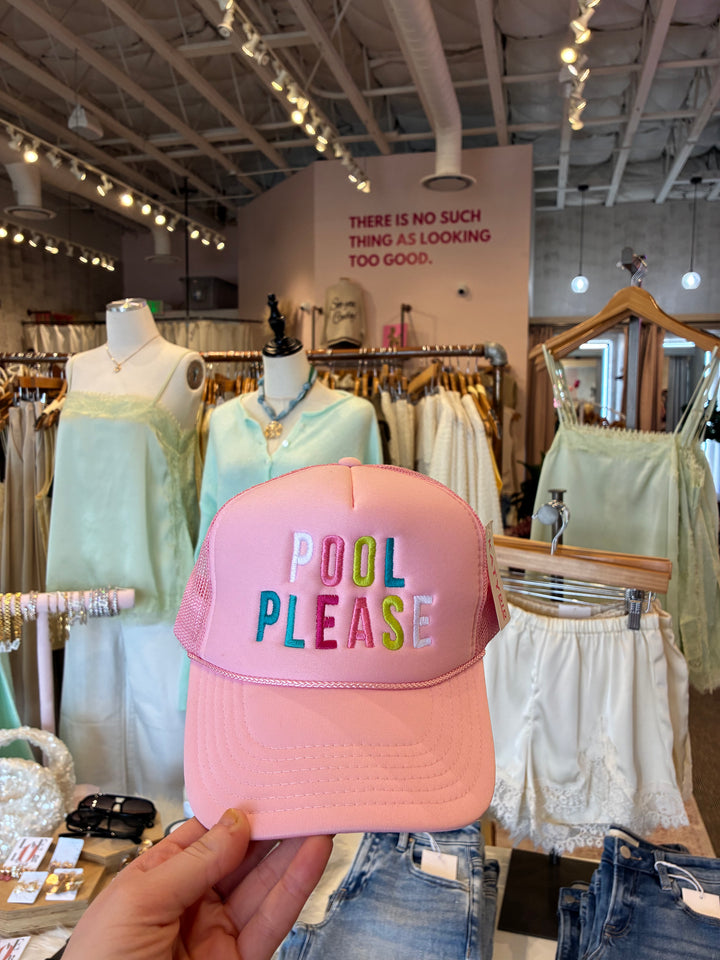 THERE IS NO SUCH
THING AS LOOKING
TOO GOOD.
POOL
PLEASE